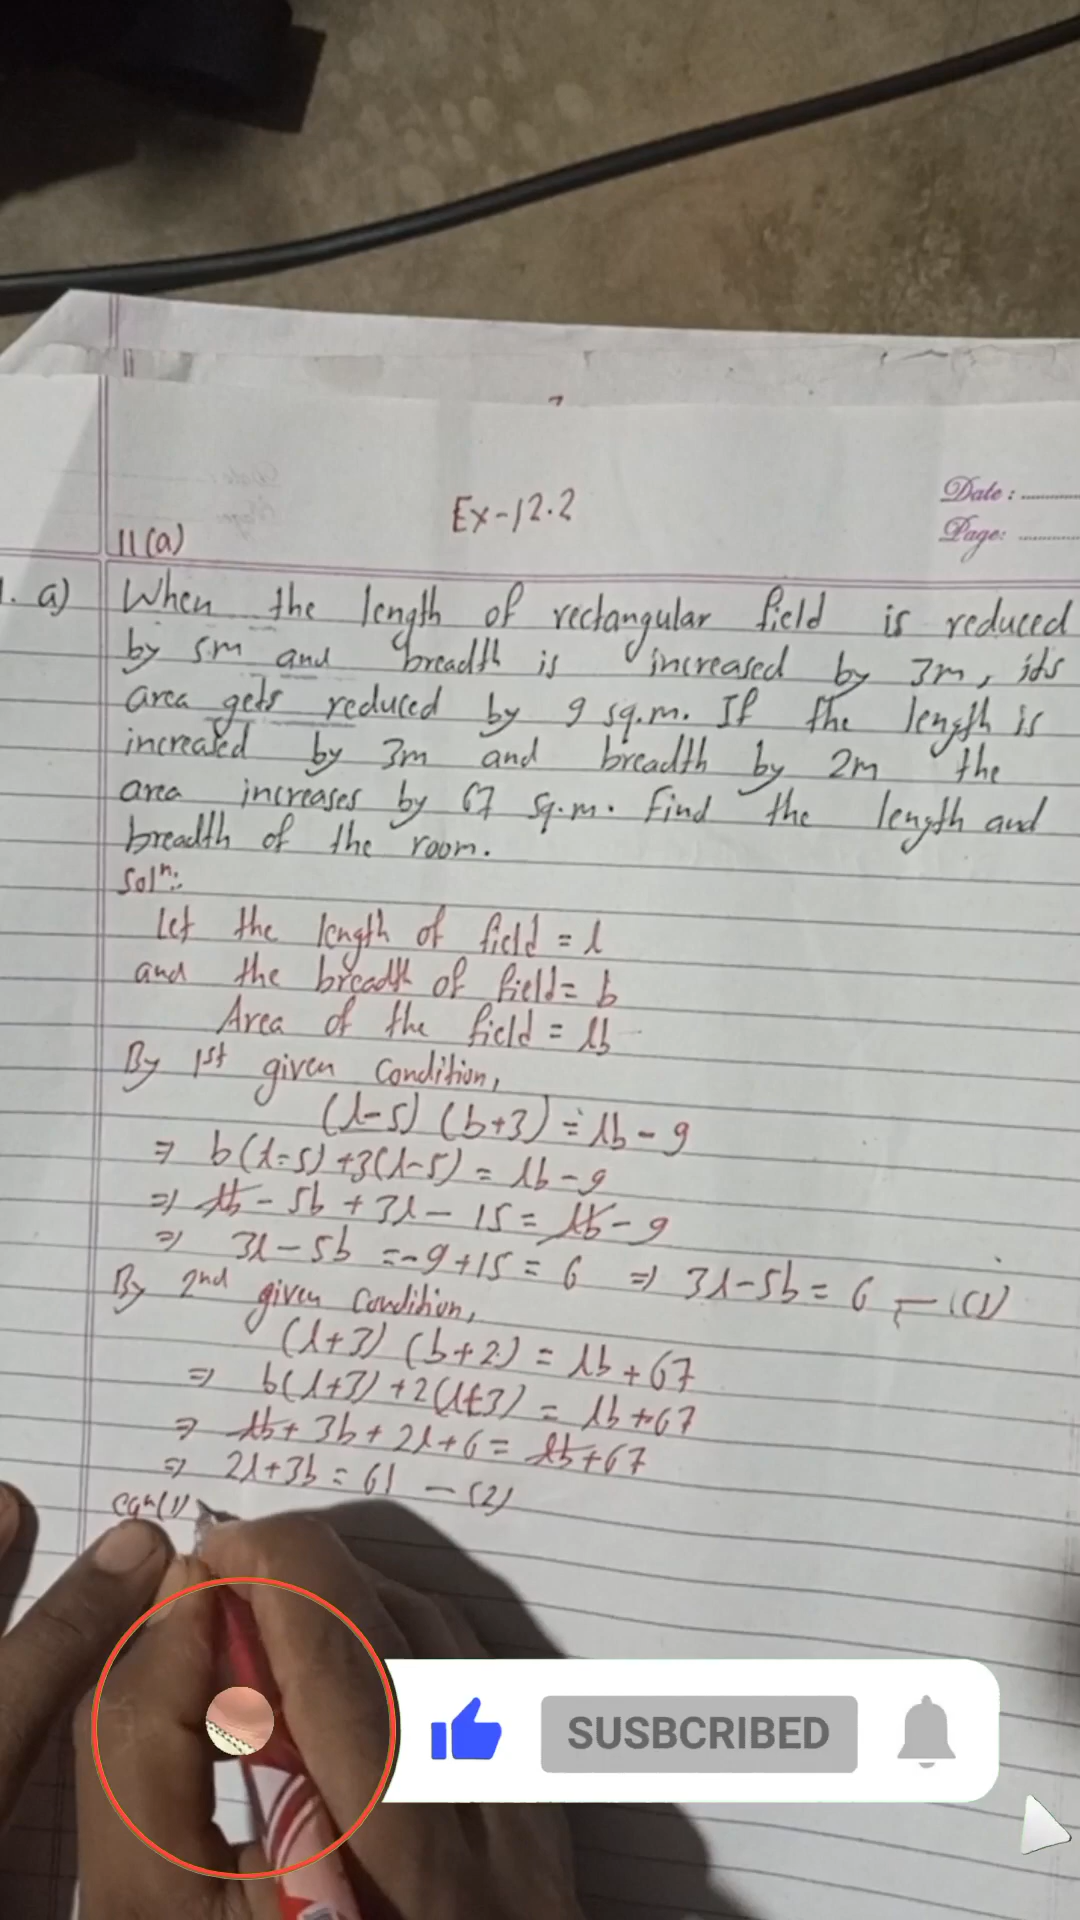 Ex-12.2
Date :
Page:
11(a)
1. a) When the length of rectangular field is reduced
by 5m and breadth is increased by 3m, its
area gets reduced by 9 sq.m. If the length is
increased by 3m and breadth by 2m the
area increases by 67 sq.m. Find the length and
breadth of the room.
Solⁿ:
Let the length of field = l
and the breadth of field = b
Area of the field = lb
By 1st given condition,
(l-5) (b+3) = lb - 9
⇒ b(l-5) +3(l-5) = lb - 9
⇒ lb - 5b + 3l - 15 = lb - 9
⇒ 3l - 5b = -9+15 = 6 ⇒ 3l-5b = 6 — (1)
By 2nd given condition,
(l+3) (b+2) = lb + 67
⇒ b(l+3) +2(l+3) = lb + 67
⇒ lb + 3b + 2l + 6 = lb + 67
⇒ 2l+3b = 61 — (2)
eqn(1)
SUSBCRIBED